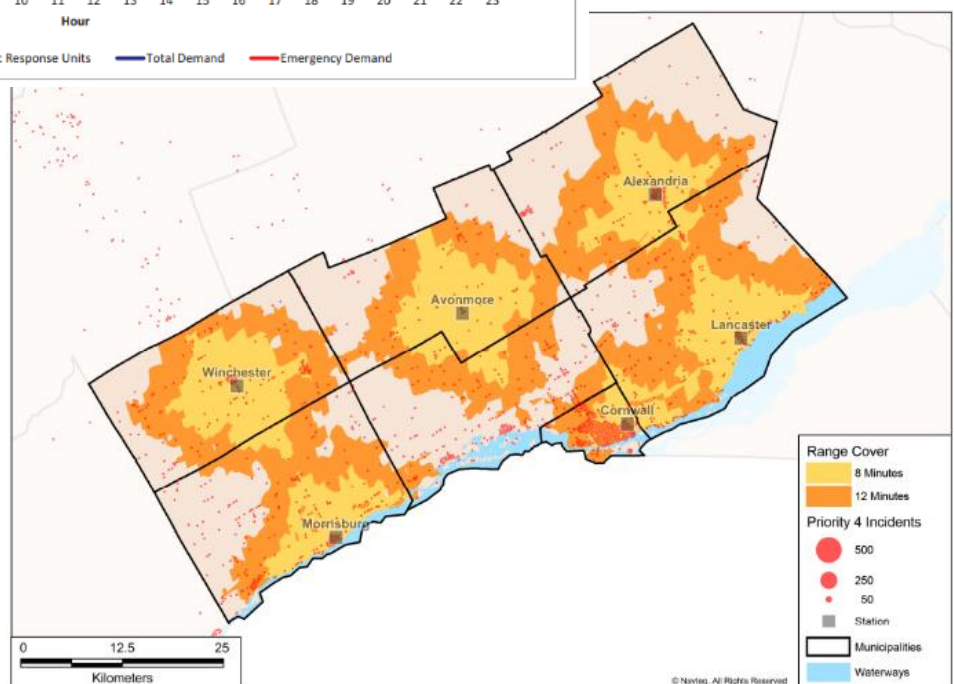 10 11 12 13 14 15 16 17 18 19 20 21 22 23
Hour
Response Units Total Demand Emergency Demand
Alexandria
Avonmore
Lancaster
Winchester
Cornwall
Morrisburg
Range Cover
8 Minutes
12 Minutes
Priority 4 Incidents
500
250
50
Station
Municipalities
Waterways
0 12.5 25
Kilometers
© Navteq, All Rights Reserved